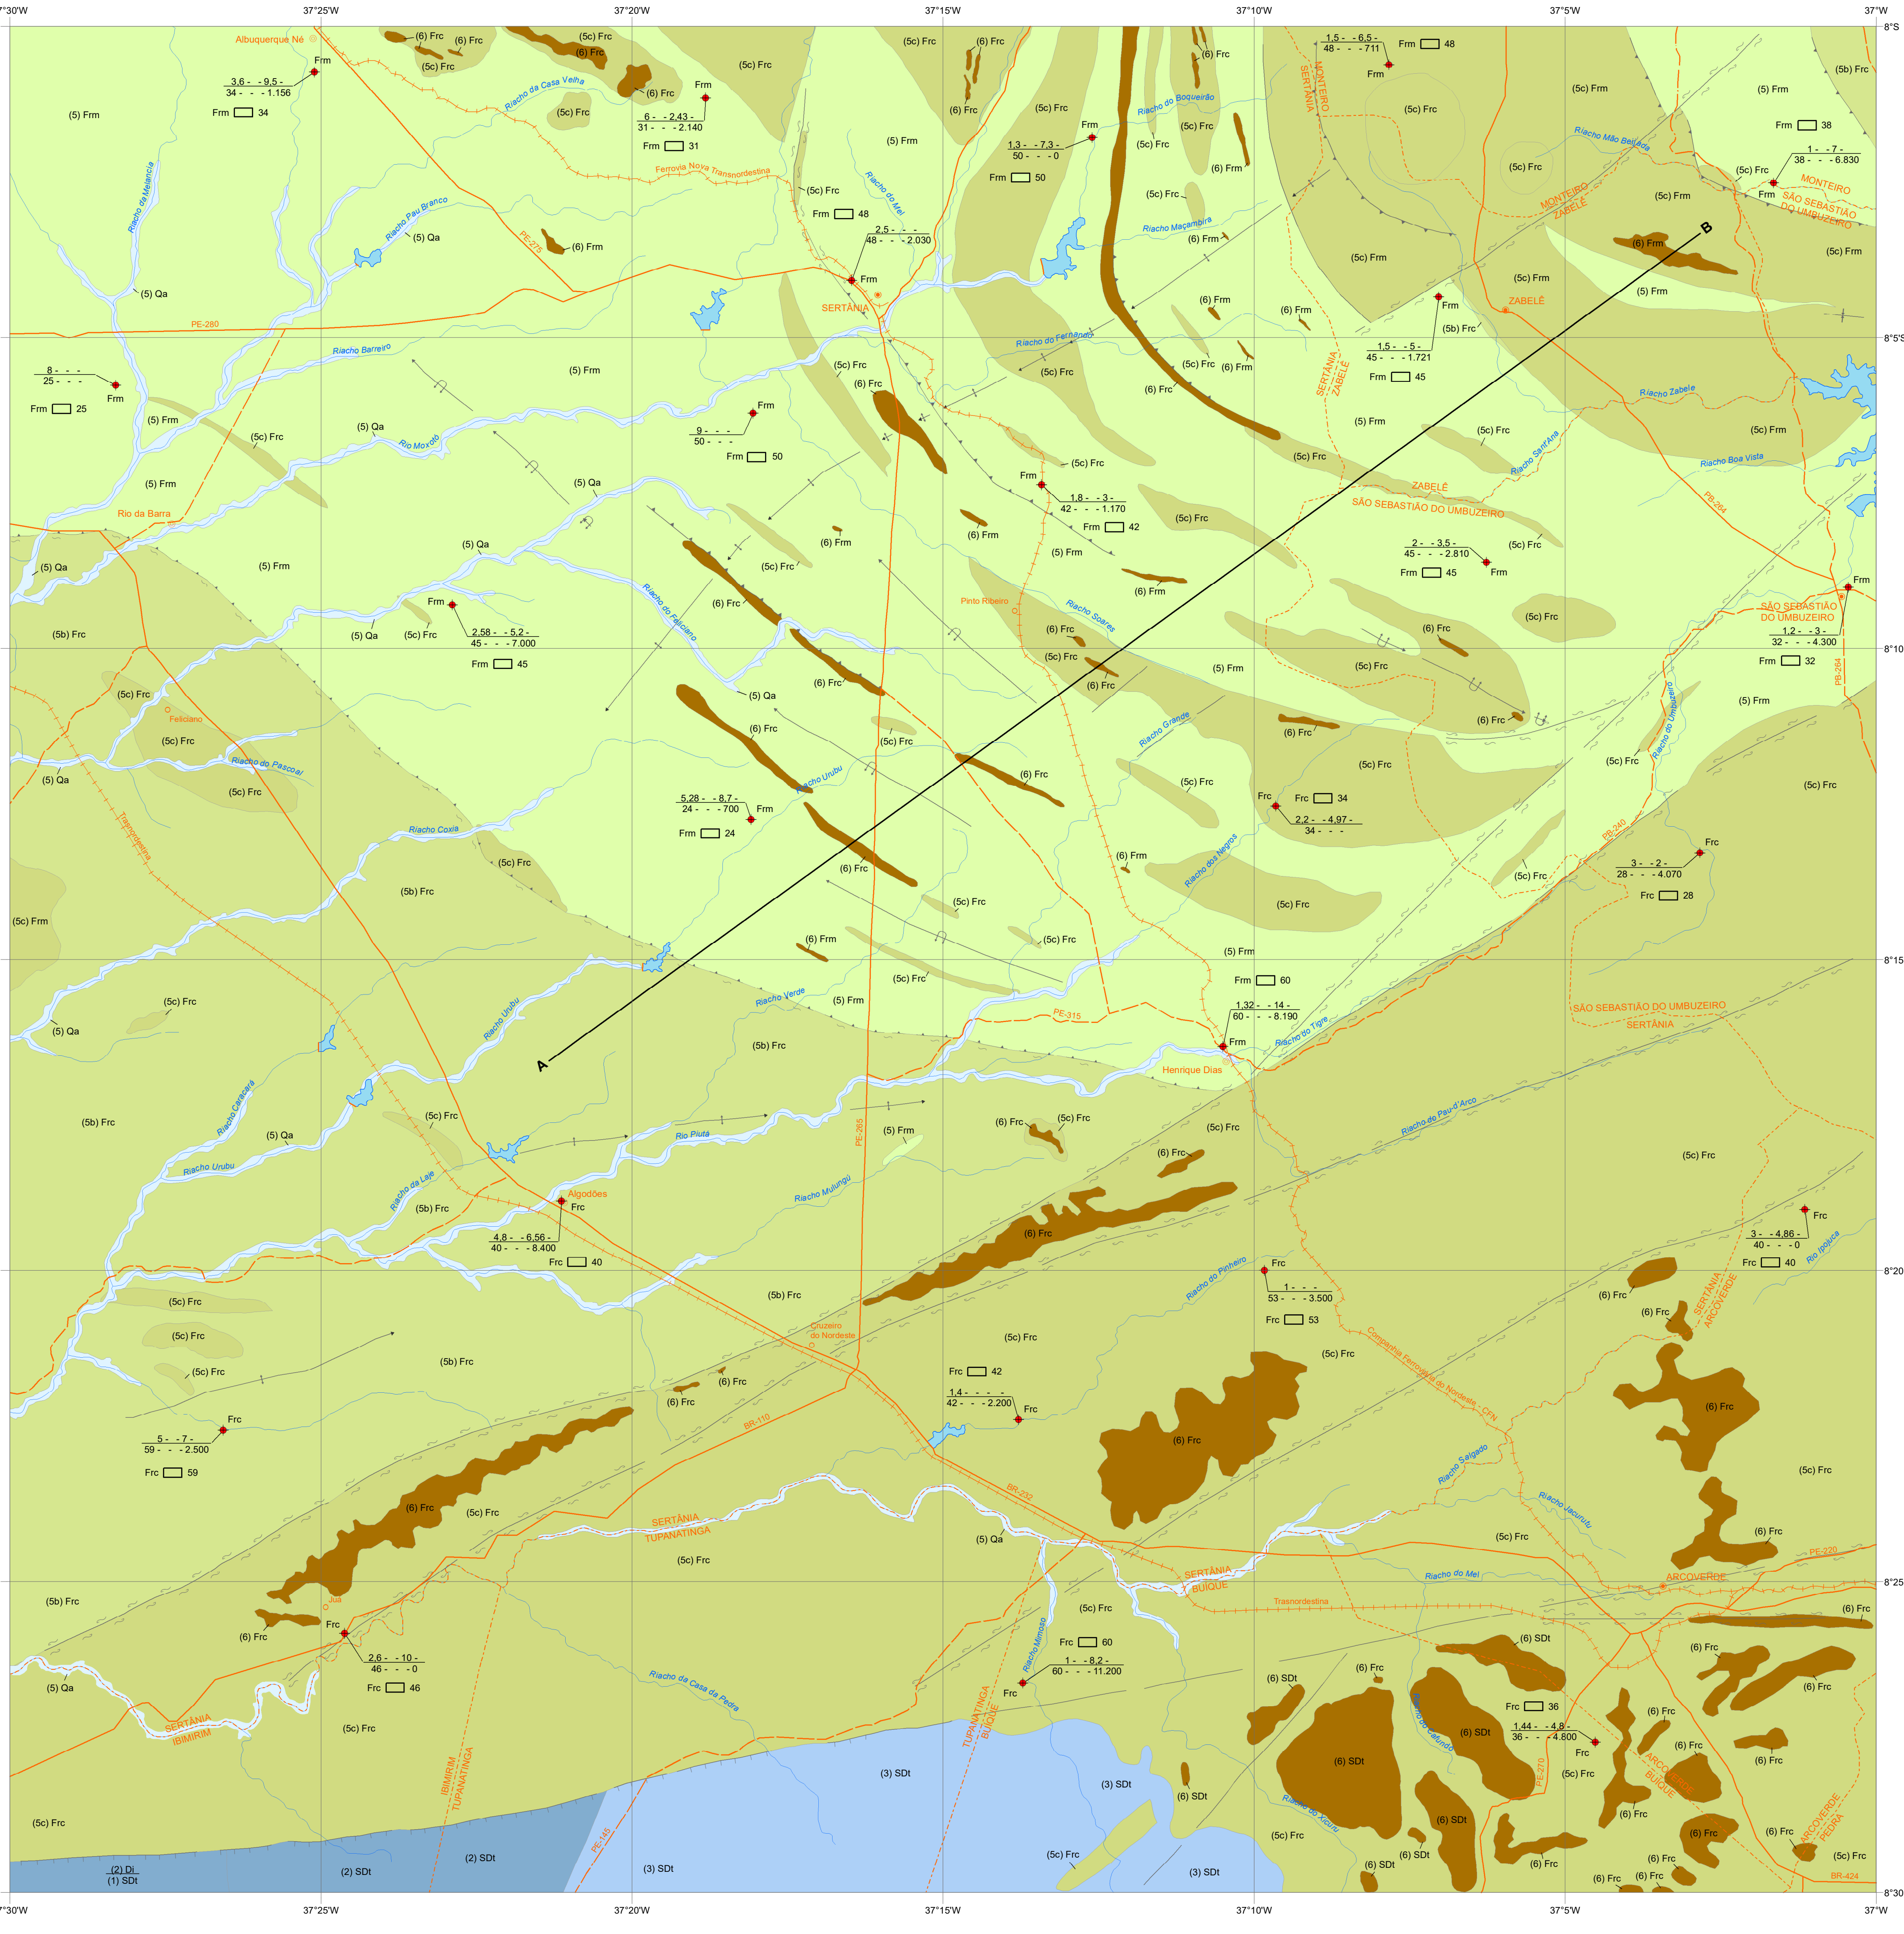 7°30'W
37°25'W
37°20'W
37°15'W
37°10'W
37°5'W
37°W
8°S
Albuquerque Né
Frm
3,6 - - 9,5 -
34 - - - 1.156
Frm 34
(5) Frm
(6) Frc
(6) Frc
(5c) Frc
(5c) Frc
(6) Frc
(6) Frc
(5c) Frc
Riacho da Casa Velha
Frm
6 - - 2,43 -
31 - - - 2.140
Frm 31
(5c) Frc
(5c) Frc
(6) Frc
(6) Frc
(5c) Frc
(5) Frm
Frm
1,3 - - 7,3 -
50 - - - 0
Frm 50
(6) Frc
(5c) Frc
(5c) Frc
(5c) Frc
(6) Frm
Riacho do Boqueirão
1,5 - - 6,5 -
48 - - - 711
Frm 48
Frm
MONTEIRO
SERTÂNIA
(5c) Frc
(5c) Frm
(5b) Frc
(5) Frm
Frm 38
1 - - 7 -
38 - - - 6.830
Frm
Riacho Mão Beijada
(5c) Frc
(5c) Frc
(5c) Frm
MONTEIRO
SÃO SEBASTIÃO
DO UMBUZEIRO
MONTEIRO
ZABELÊ
Riacho da Melancia
Riacho Pau Branco
(5) Qa
(5) Qa
PE-275
Ferrovia Nova Transnordestina
(6) Frm
(5c) Frc
Frm 48
2,5 - - -
48 - - - 2.030
Frm
Riacho do Mel
SERTÂNIA
Riacho Maçambira
(6) Frm
(5c) Frc
(5c) Frm
(6) Frm
(5c) Frm
B
PE-280
Riacho Barreiro
Riacho do Fernando
(6) Frm
(6) Frm
Frm
ZABELÊ
(5c) Frm
(5) Frm
(5b) Frc
8°5'S
8 - - -
25 - - -
Frm
Frm 25
(5) Frm
(5c) Frc
(5) Frm
(5c) Frc
(6) Frc
(5c) Frc
(6) Frc
(5c) Frc
(6) Frm
SERTÂNIA
ZABELÊ
1,5 - - 5 -
45 - - - 1.721
Frm 45
Riacho Zabele
Frm
9 - - -
50 - - -
Frm 50
(5) Qa
Rio Moxotó
(5) Frm
(5c) Frc
(5c) Frc
Riacho Sant'Ana
(5c) Frm
Riacho Boa Vista
(5) Frm
Rio da Barra
(5) Qa
(5c) Frc
1,8 - - 3 -
42 - - - 1.170
Frm 42
(5c) Frc
ZABELÊ
SÃO SEBASTIÃO DO UMBUZEIRO
PB-264
(6) Frm
(6) Frm
(5) Frm
2 - - 3,5 -
45 - - - 2.810
Frm 45
Frm
(5c) Frc
(5) Qa
(5) Frm
(5) Qa
(5c) Frc
(6) Frm
Frm
SÃO SEBASTIÃO
DO UMBUZEIRO
1,2 - - 3 -
32 - - - 4.300
Frm 32
(5b) Frc
Frm
2,58 - - 5,2 -
45 - - - 7.000
Frm 45
(5) Qa
(5c) Frc
(6) Frc
Riacho do Feliciano
Pinto Ribeiro
Riacho Soares
(6) Frc
(5c) Frc
(6) Frc
(5c) Frc
(6) Frc
8°10'
(5c) Frc
Feliciano
(5c) Frc
(5) Qa
Riacho do Pascoal
(5c) Frc
(5) Qa
(6) Frc
(6) Frc
(5c) Frc
(5) Frm
(5c) Frc
Riacho Grande
(6) Frc
(6) Frc
Riacho do Umbuzeiro
PB-264
(5) Frm
(5c) Frc
Trasnordestina
Riacho Coxia
5,28 - - 8,7 -
24 - - - 700
Frm
Frm 24
Riacho Urubu
(6) Frc
(5c) Frc
Frc
Frc 34
2,2 - - 4,97 -
34 - - -
(5c) Frc
(5c) Frc
(5c) Frc
(5b) Frc
(6) Frc
(6) Frm
Riacho dos Negros
(5c) Frc
PB-240
3 - - 2 -
28 - - - 4.070
Frc
Frc 28
(5c) Frm
(5c) Frc
(5c) Frc
(6) Frm
(5c) Frc
(5c) Frc
(5) Frm
8°15'
(5c) Frc
(5) Qa
Riacho Urubu
Riacho Verde
(5) Frm
PE-315
Frm 60
1,32 - - 14 -
60 - - - 8.190
Frm
Riacho do Tigre
Henrique Dias
SÃO SEBASTIÃO DO UMBUZEIRO
SERTÂNIA
A
(5b) Frc
(5b) Frc
Riacho Caracará
(5c) Frc
(5) Qa
Riacho Urubu
Rio Piutá
PE-265
(5) Frm
(6) Frc
(5c) Frc
(5c) Frc
Riacho do Pau-d'Arco
(5c) Frc
Riacho da Laje
(5b) Frc
Algodões
Frc
4,8 - - 6,56 -
40 - - - 8.400
Frc 40
Riacho Mulungú
(6) Frc
(6) Frc
Frc
3 - - 4,86 -
40 - - - 0
Frc 40
Rio Ipojuca
8°20'
(5c) Frc
(5b) Frc
Riacho do Pinheiro
Frc
1 - - -
53 - - - 3.500
Frc 53
(6) Frc
(6) Frc
SERTÂNIA
ARCOVERDE
(5c) Frc
(5c) Frc
(5b) Frc
Cruzeiro
do Nordeste
(5c) Frc
(5c) Frc
Companhia Ferroviária do Nordeste - CFN
(6) Frc
(6) Frc
BR-110
Frc 42
1,4 - - - -
42 - - - 2.200
(6) Frc
(6) Frc
Frc
5 - - 7 -
59 - - - 2.500
Frc 59
(6) Frc
(5c) Frc
BR-232
Riacho Salgado
Riacho Jacurutu
(5c) Frc
SERTÂNIA
TUPANATINGA
(5) Qa
(5c) Frc
(5c) Frc
(6) Frc
PE-220
8°25'
(5b) Frc
Juá
Frc
(6) Frc
SERTÂNIA
BUÍQUE
Riacho do Mel
ARCOVERDE
Trasnordestina
(5c) Frc
(6) Frc
2,6 - - 10 -
46 - - - 0
Frc 46
(5) Qa
Riacho da Casa da Pedra
Riacho Mimoso
Frc 60
1 - - 8,2 -
60 - - - 11.200
Frc
(6) SDt
(6) Frc
(6) SDt
(6) Frc
(6) Frc
SERTÂNIA
IBIMIRIM
(5c) Frc
TUPANATINGA
BUÍQUE
(6) SDt
(6) SDt
Riacho do Cafundó
Frc 36
1,44 - - 4,8 -
36 - - - 4.800
Frc
(6) Frc
(6) Frc
(6) Frc
ARCOVERDE
BUÍQUE
IBIMIRIM
TUPANATINGA
(3) SDt
(3) SDt
(6) SDt
PE-270
(5c) Frc
(5c) Frc
PE-145
(5c) Frc
Riacho do Xicuru
(5c) Frc
(6) SDt
(6) SDt
(6) SDt
(6) Frc
(6) Frc
(6) Frc
(6) Frc
ARCOVERDE
PEDRA
(5c) Frc
(2) Di
(1) SDt
(2) SDt
(2) SDt
(3) SDt
(3) SDt
(6) Frc
(6) Frc
(6) Frc
BR-424
8°30
7°30'W
37°25'W
37°20'W
37°15'W
37°10'W
37°5'W
37°W